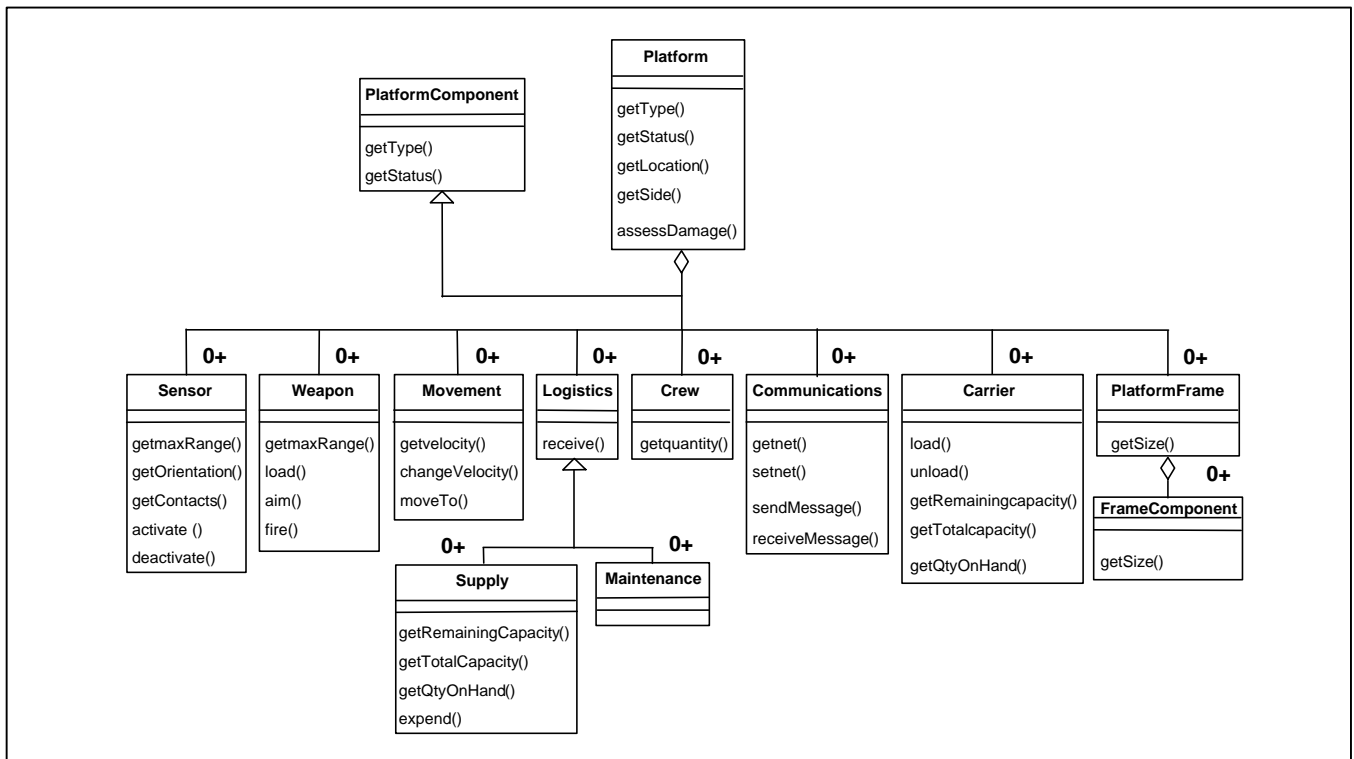 Platform
getType()
getStatus()
getLocation()
getSide()
assessDamage()
PlatformComponent
getType()
getStatus()
0+
0+
0+
0+
0+
0+
0+
0+
Sensor
getmaxRange()
getOrientation()
getContacts()
activate ()
deactivate()
Weapon
getmaxRange()
load()
aim()
fire()
Movement
getvelocity()
changeVelocity()
moveTo()
Logistics
receive()
Crew
getquantity()
Communications
getnet()
setnet()
sendMessage()
receiveMessage()
Carrier
load()
unload()
getRemainingcapacity()
getTotalcapacity()
getQtyOnHand()
PlatformFrame
getSize()
0+
FrameComponent
getSize()
0+
0+
Supply
getRemainingCapacity()
getTotalCapacity()
getQtyOnHand()
expend()
Maintenance